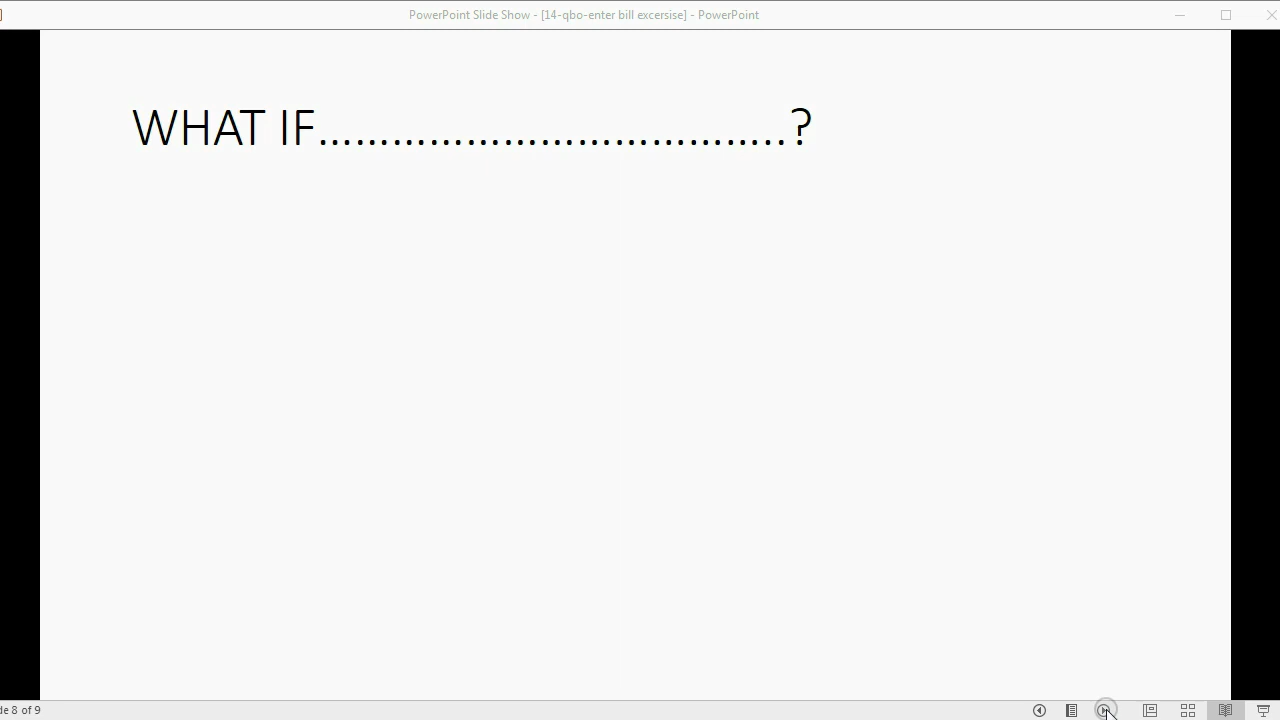 PowerPoint Slide Show - [14-qbo-enter bill excersise] - PowerPoint
WHAT IF......................................?
de 8 of 9